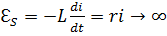 ℰ_S = −L di/dt = ri → ∞